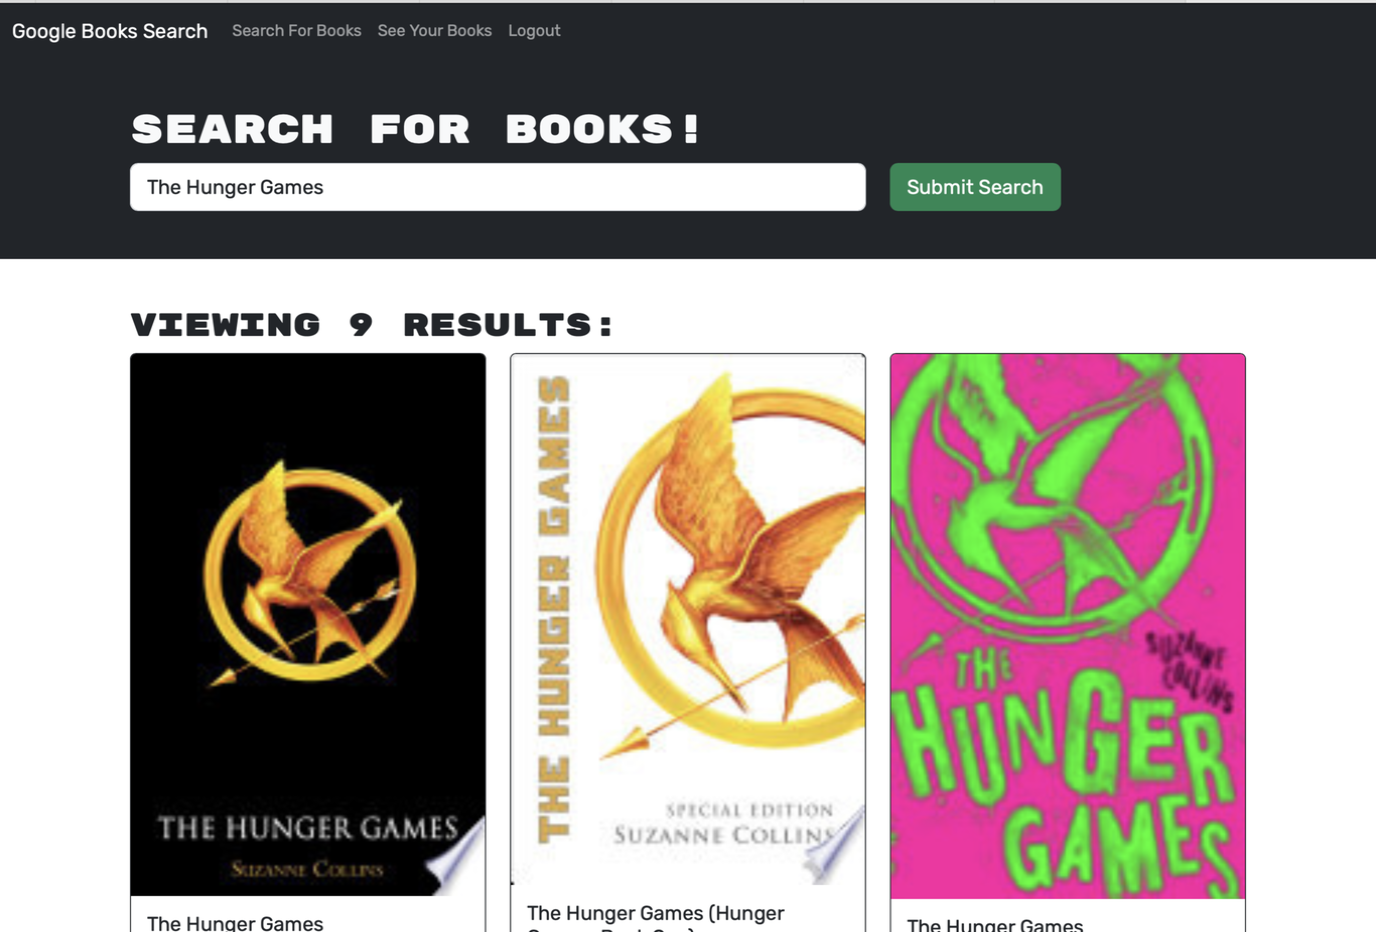 Google Books Search Search For Books See Your Books Logout
SEARCH FOR BOOKS!
The Hunger Games Submit Search
VIEWING 9 RESULTS:
THE HUNGER GAMES
SUZANNE COLLINS
The Hunger Games
THE HUNGER GAMES
SPECIAL EDITION
SUZANNE COLLINS
The Hunger Games (Hunger
SUZANNE
COLLINS
THE
HUNGER
GAMES
The Hunger Games